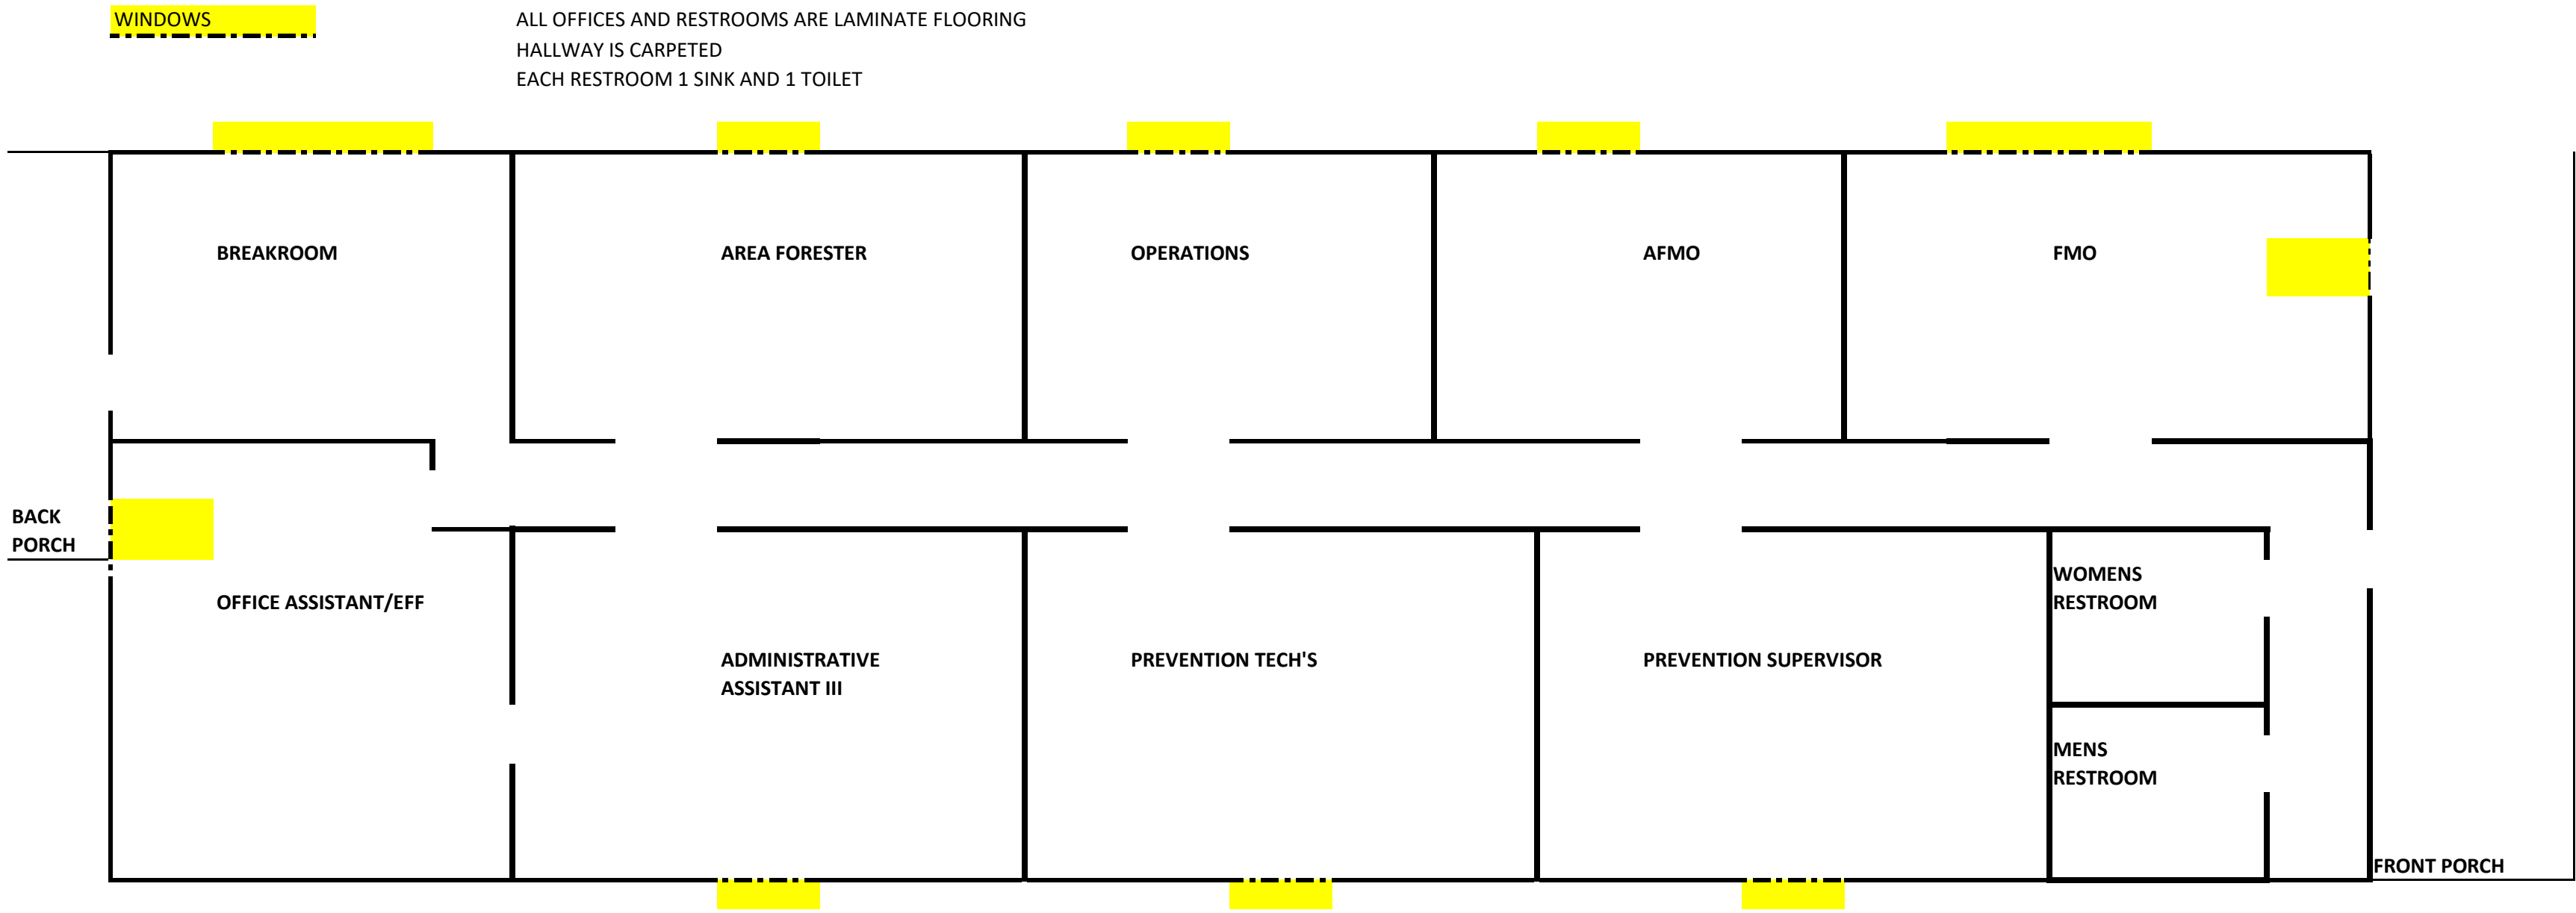 WINDOWS
ALL OFFICES AND RESTROOMS ARE LAMINATE FLOORING
HALLWAY IS CARPETED
EACH RESTROOM 1 SINK AND 1 TOILET
BREAKROOM
AREA FORESTER
OPERATIONS
AFMO
FMO
BACK
PORCH
OFFICE ASSISTANT/EFF
ADMINISTRATIVE
ASSISTANT III
PREVENTION TECH'S
PREVENTION SUPERVISOR
WOMENS
RESTROOM
MENS
RESTROOM
FRONT PORCH